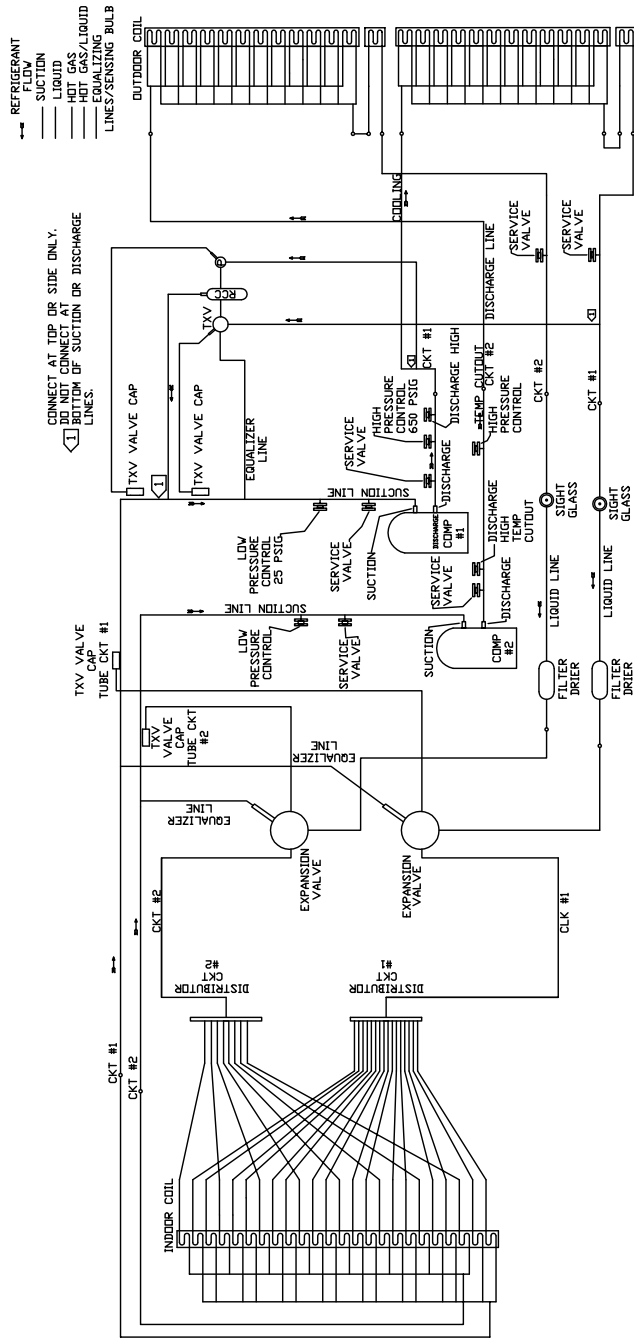 REFRIGERANT
FLOW
SUCTION
LIQUID
HOT GAS
HOT GAS/LIQUID
EQUALIZING
LINES/SENSING BULB
OUTDOOR COIL
1
CONNECT AT TOP OR SIDE ONLY.
DO NOT CONNECT AT
BOTTOM OF SUCTION OR DISCHARGE
LINES.
TXV VALVE CAP
TXV VALVE CAP
1
TXV
RCC
P
EQUALIZER
LINE
COOLING
SUCTION LINE
LOW
PRESSURE
CONTROL
25 PSIG
SERVICE
VALVE
SUCTION
SERVICE
VALVE
HIGH
PRESSURE
CONTROL
650 PSIG
DISCHARGE HIGH
TEMP CUTOUT
1
CKT #1
DISCHARGE
DISCHARGE
COMP
#1
DISCHARGE LINE
CKT #2
HIGH
PRESSURE
CONTROL
TXV VALVE
CAP
TUBE CKT #1
TXV
VALVE
CAP
TUBE CKT
#2
SUCTION LINE
LOW
PRESSURE
CONTROL
SERVICE
VALVE
SUCTION
SERVICE
VALVE
DISCHARGE
HIGH
TEMP
CUTOUT
DISCHARGE
COMP
#2
SERVICE
VALVE
SERVICE
VALVE
1
CKT #2
CKT #1
SIGHT
GLASS
SIGHT
GLASS
LIQUID LINE
LIQUID LINE
FILTER
DRIER
FILTER
DRIER
EQUALIZER
LINE
EQUALIZER
LINE
EXPANSION
VALVE
EXPANSION
VALVE
CKT #2
CLK #1
DISTRIBUTOR
CKT
#2
DISTRIBUTOR
CKT
#1
CKT #1
CKT #2
INDOOR COIL